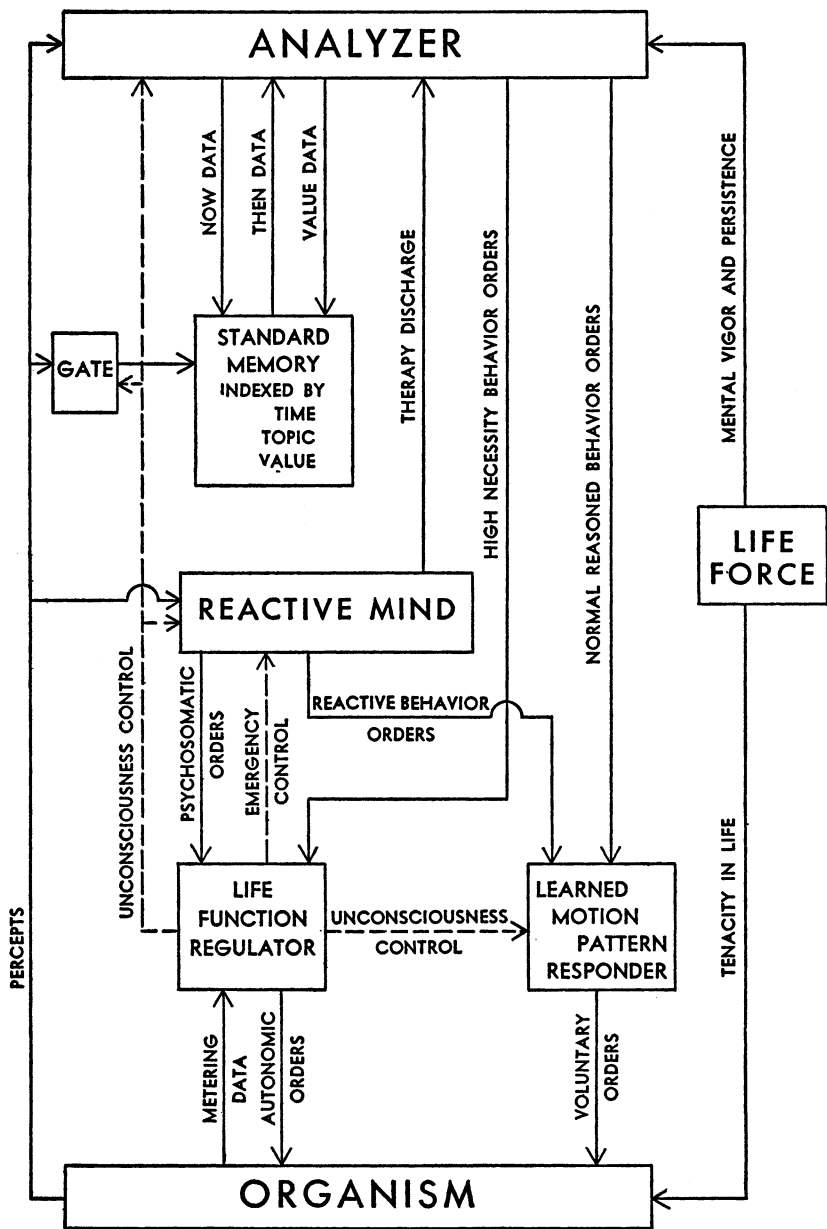 ANALYZER
NOW DATA
THEN DATA
VALUE DATA
THERAPY DISCHARGE
HIGH NECESSITY BEHAVIOR ORDERS
NORMAL REASONED BEHAVIOR ORDERS
MENTAL VIGOR AND PERSISTENCE
GATE
STANDARD
MEMORY
INDEXED BY
TIME
TOPIC
VALUE
LIFE
FORCE
REACTIVE MIND
UNCONSCIOUSNESS CONTROL
PSYCHOSOMATIC
ORDERS
EMERGENCY
CONTROL
REACTIVE BEHAVIOR
ORDERS
LIFE
FUNCTION
REGULATOR
UNCONSCIOUSNESS
CONTROL
LEARNED
MOTION
PATTERN
RESPONDER
TENACITY IN LIFE
PERCEPTS
METERING
DATA
AUTONOMIC
ORDERS
VOLUNTARY
ORDERS
ORGANISM